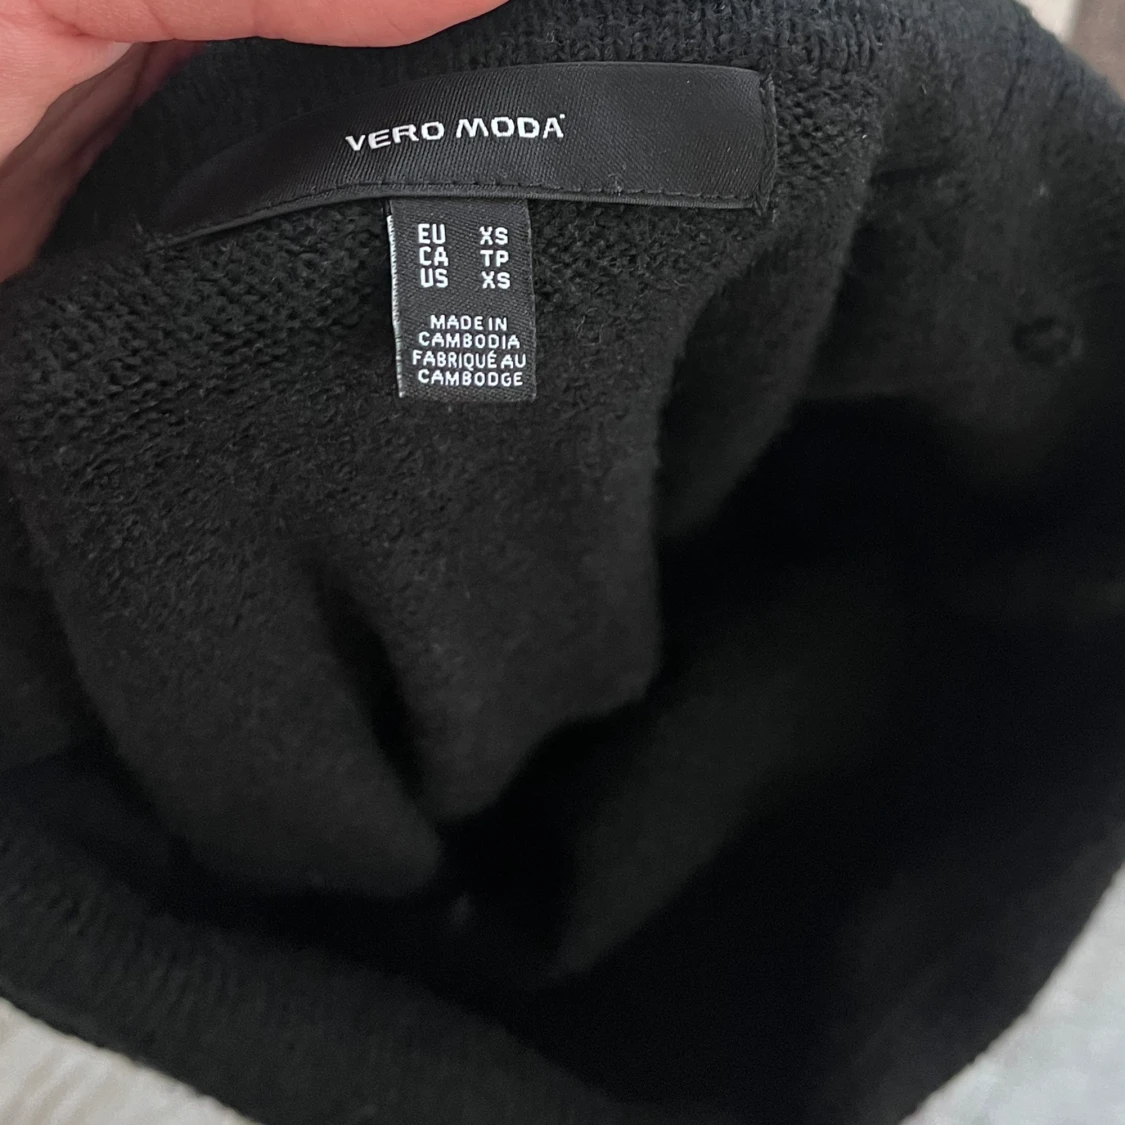 VERO MODA
EU XS
CA TP
US XS
MADE IN
CAMBODIA
FABRIQUÉ AU
CAMBODGE